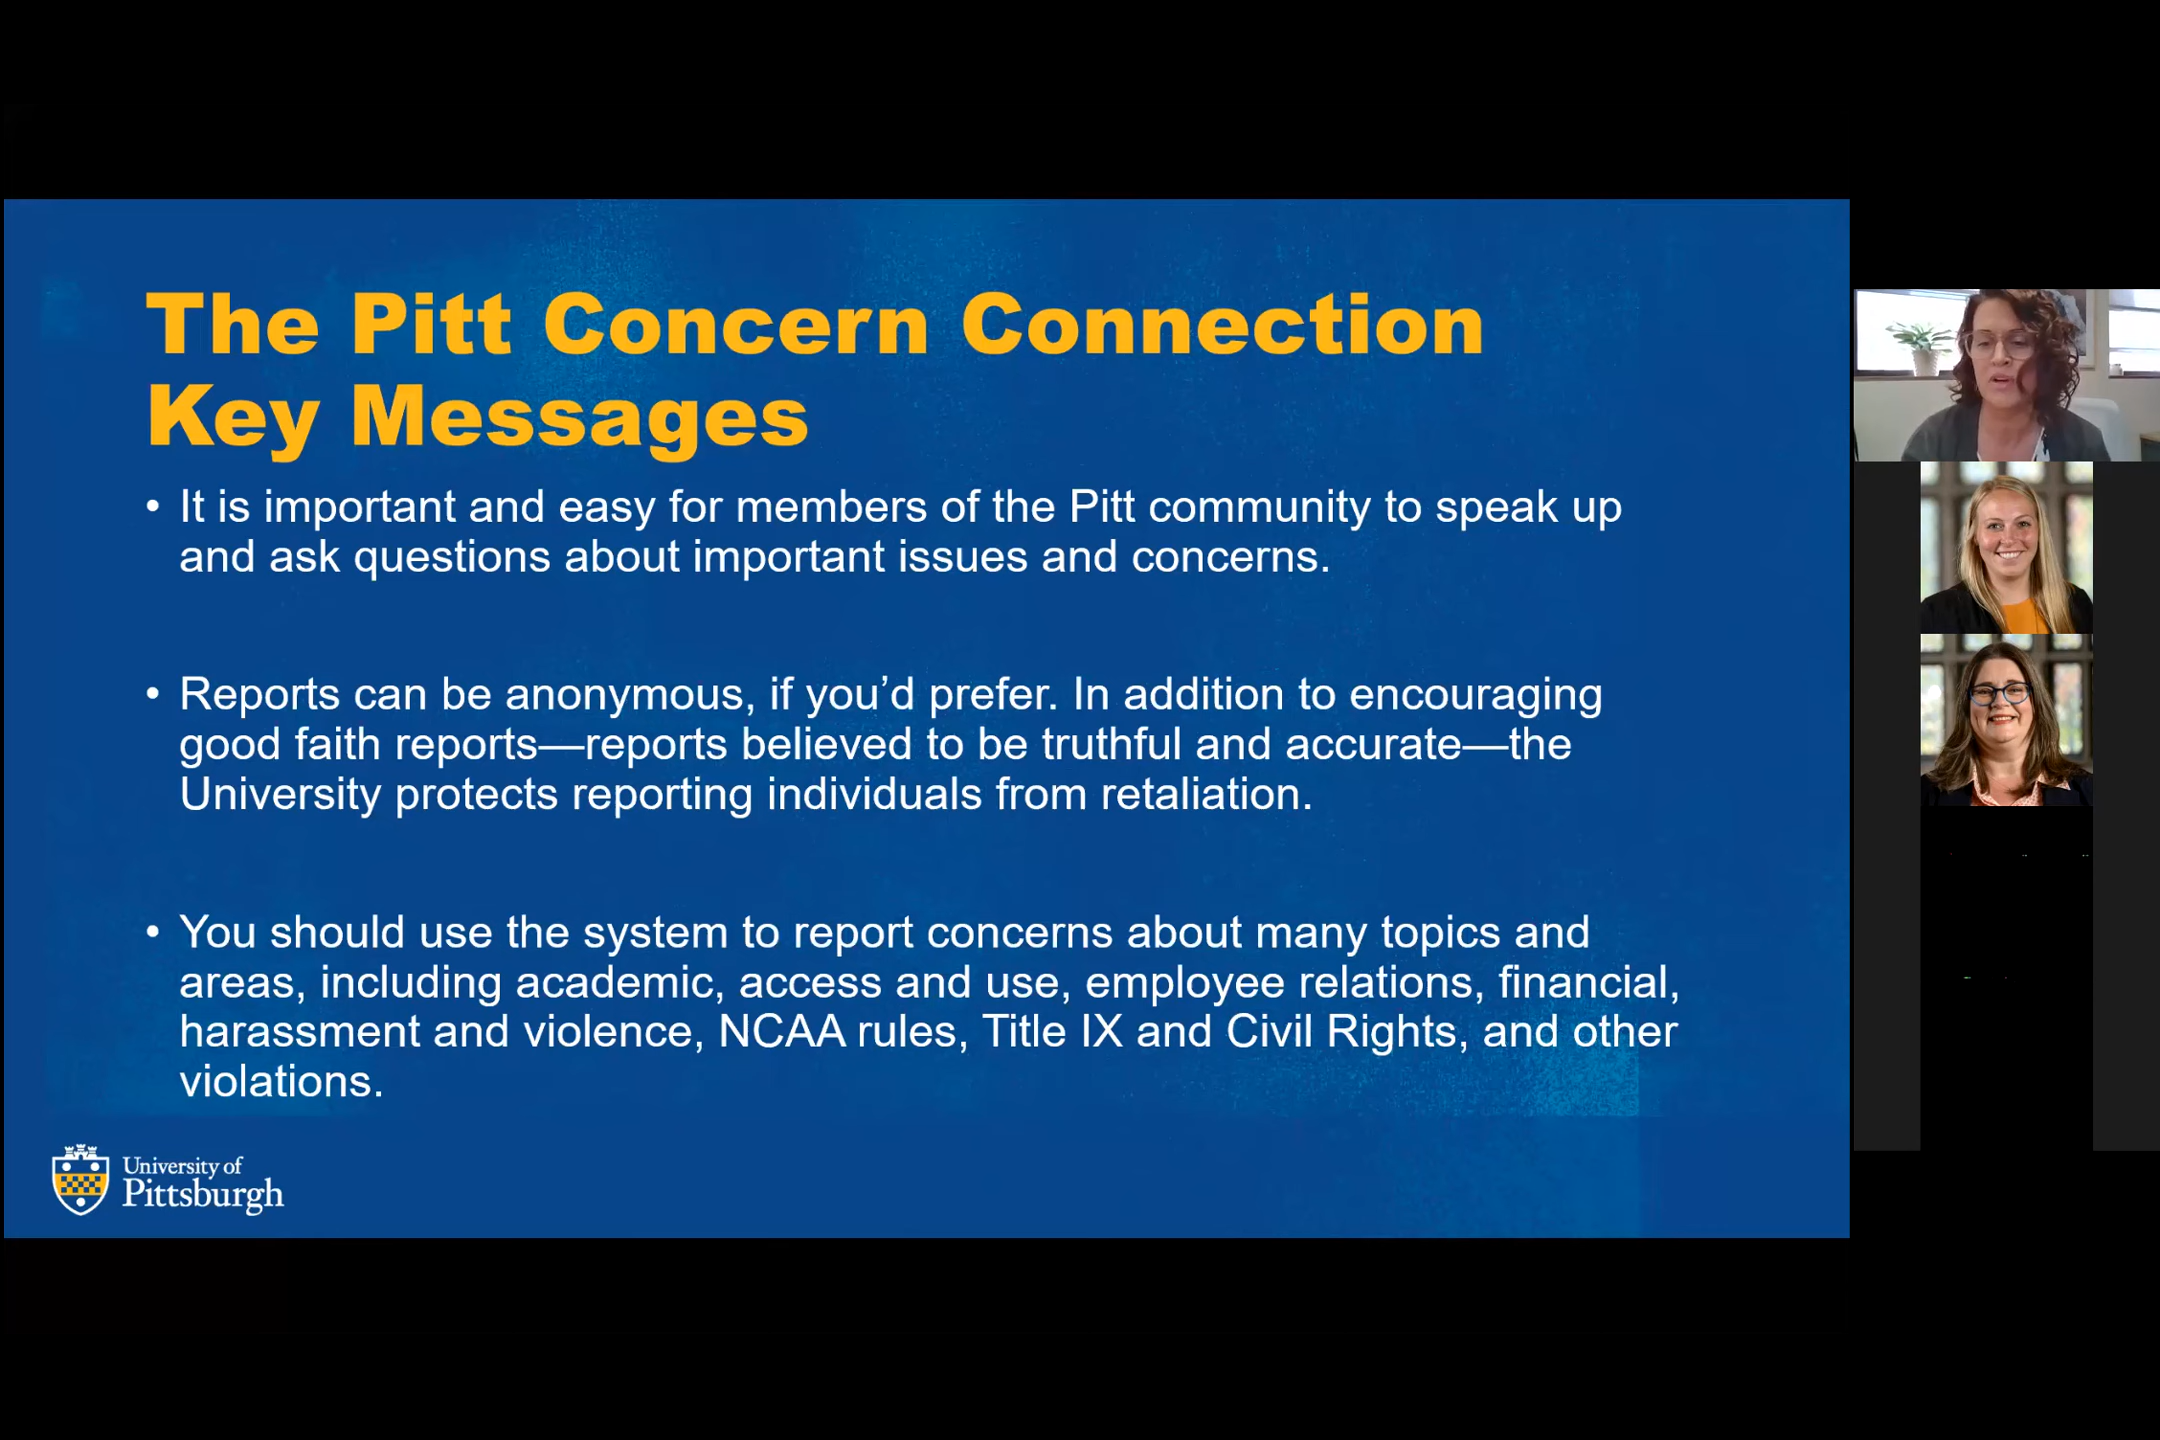 The Pitt Concern Connection
Key Messages
• It is important and easy for members of the Pitt community to speak up
and ask questions about important issues and concerns.
• Reports can be anonymous, if you’d prefer. In addition to encouraging
good faith reports—reports believed to be truthful and accurate—the
University protects reporting individuals from retaliation.
• You should use the system to report concerns about many topics and
areas, including academic, access and use, employee relations, financial,
harassment and violence, NCAA rules, Title IX and Civil Rights, and other
violations.
University of
Pittsburgh